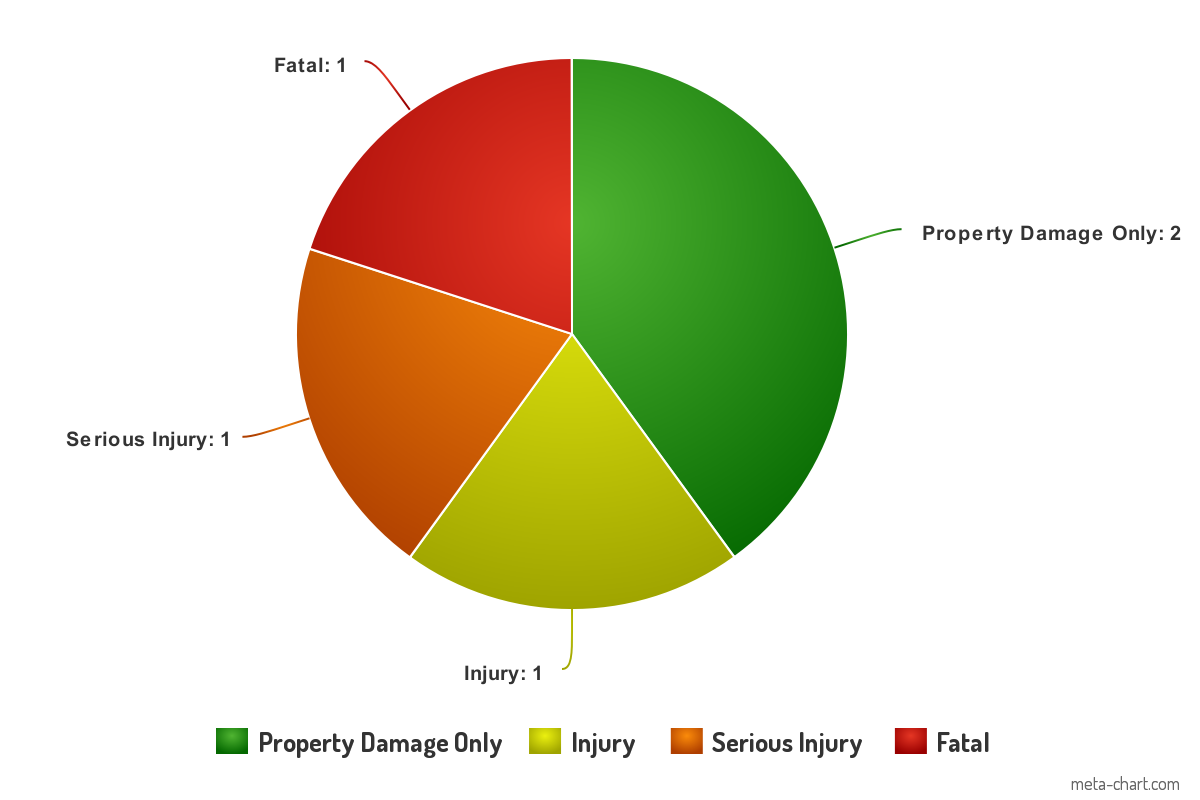 Fatal: 1
Property Damage Only: 2
Serious Injury: 1
Injury: 1
Property Damage Only
Injury
Serious Injury
Fatal
meta-chart.com